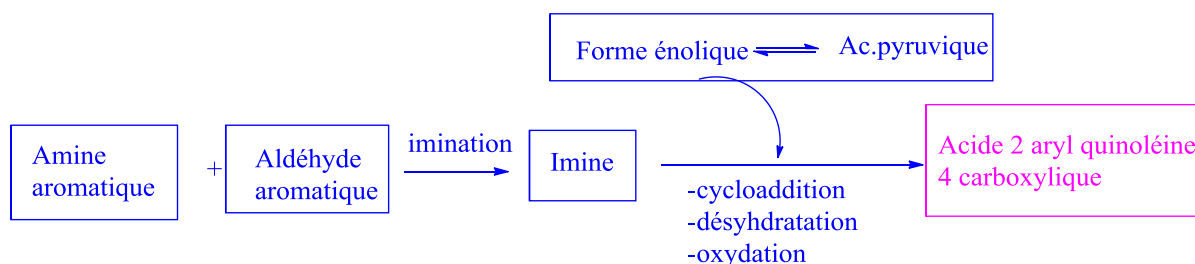 Forme énolique
Ac.pyruvique
Amine
aromatique
+
Aldéhyde
aromatique
imination
Imine
-cycloaddition
-désyhdratation
-oxydation
Acide 2 aryl quinoléine
4 carboxylique